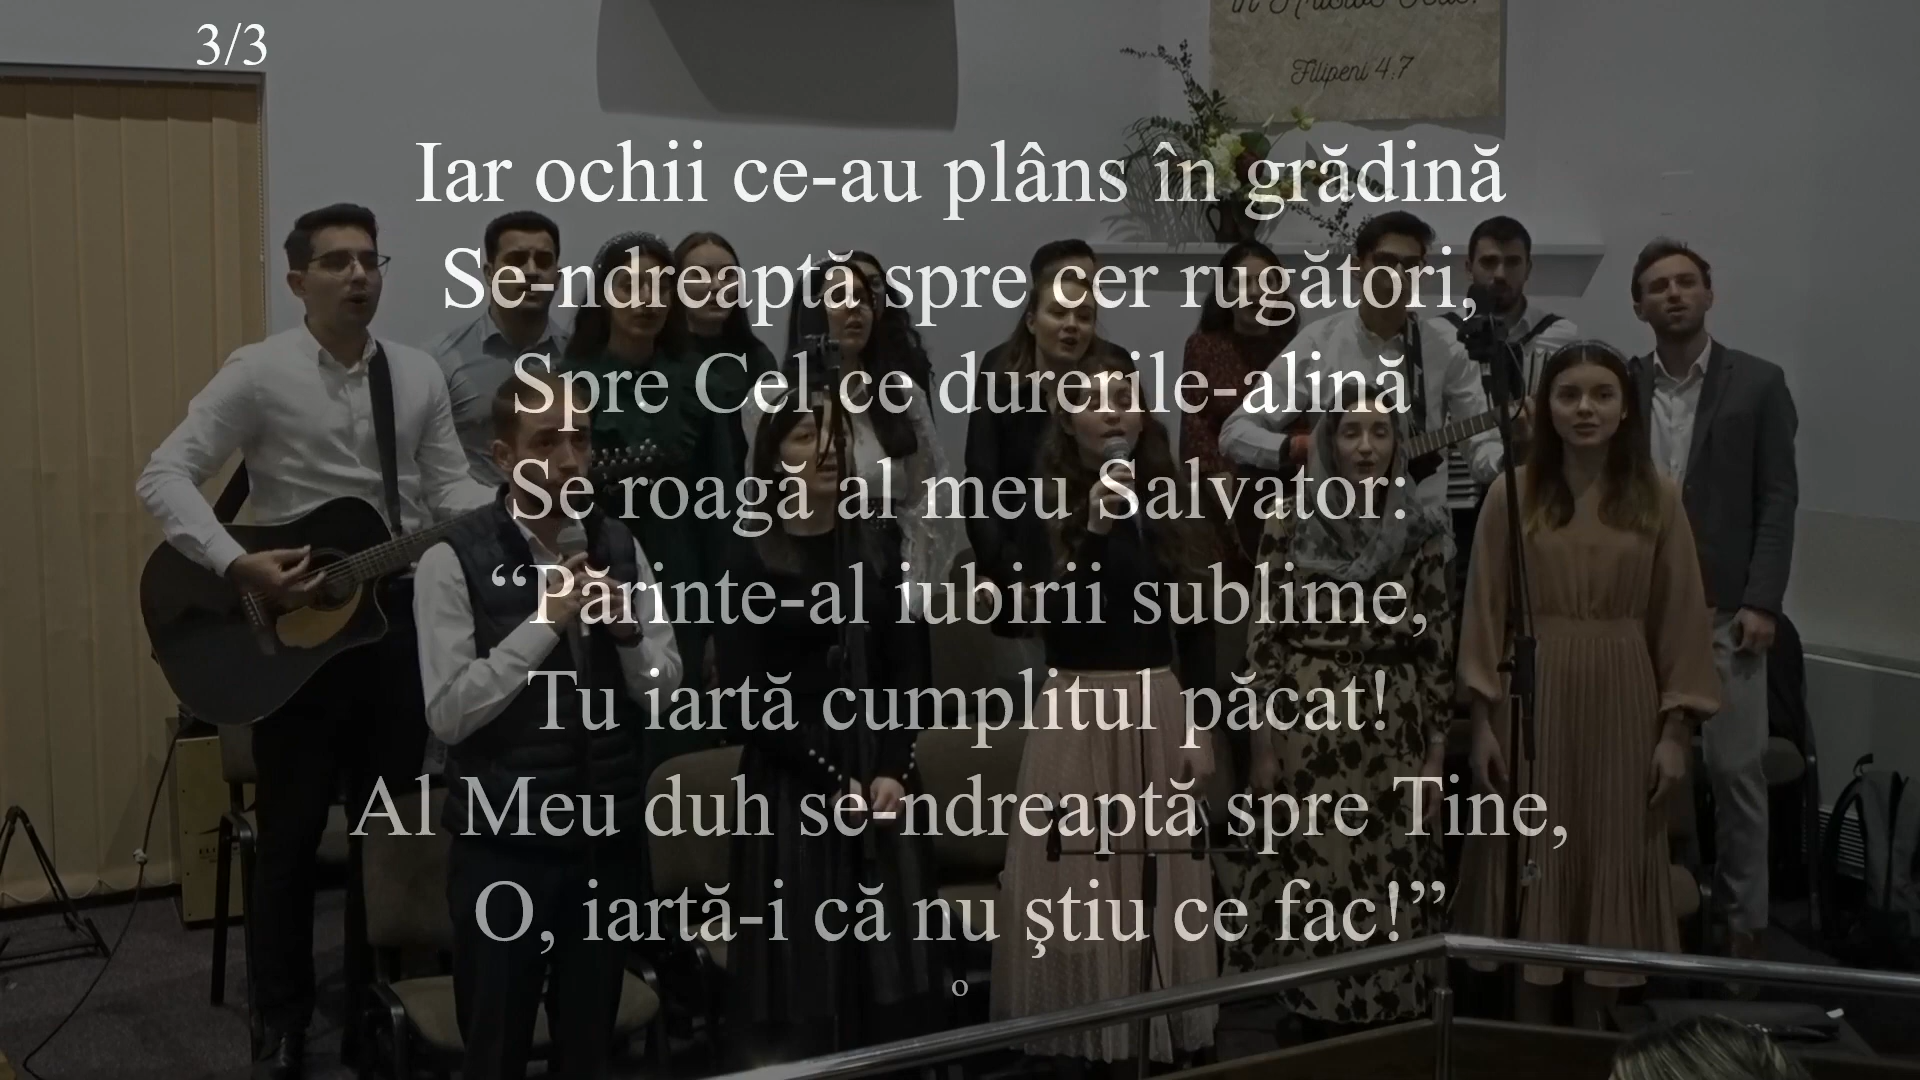 3/3
Filipeni 4:7
Iar ochii ce-au plâns în grădină
Se-ndreaptă spre cer rugători,
Spre Cel ce durerile-alină
Se roagă al meu Salvator:
“Părinte-al iubirii sublime,
Tu iartă cumplitul păcat!
Al Meu duh se-ndreaptă spre Tine,
O, iartă-i că nu ştiu ce fac!”
o